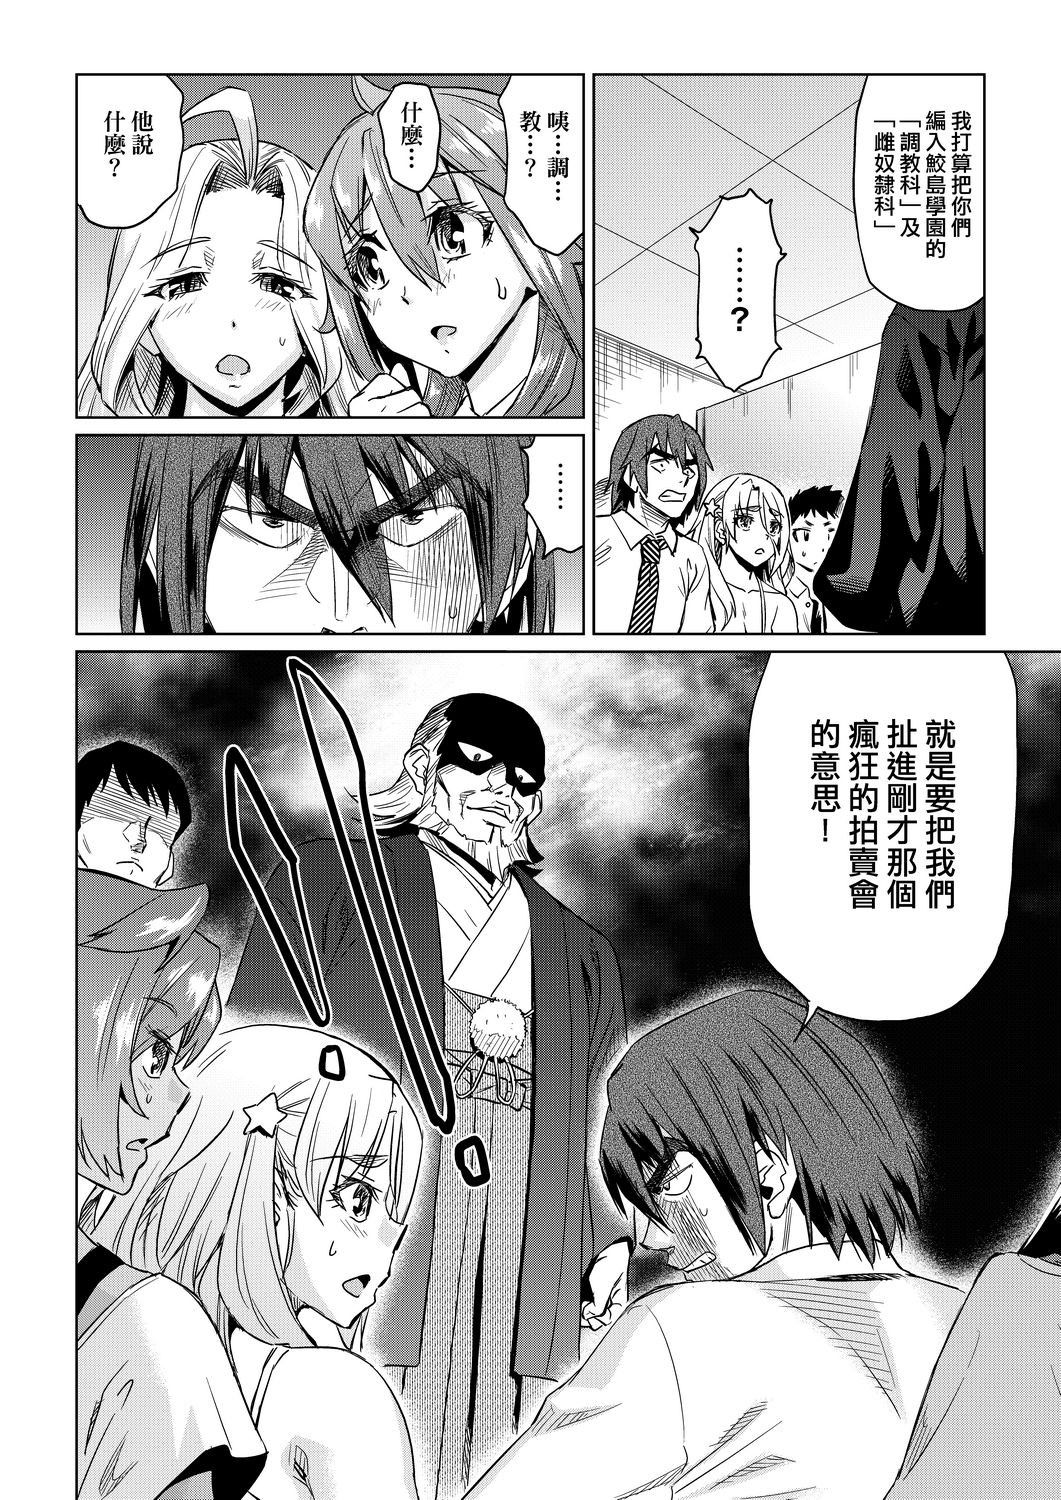 我打算把你們
編入鮫島學園的
「調教科」及
「雌奴隸科」
……？
咦…調…
教…？
什麼…
他說
什麼？
……
就是要把我們
扯進剛才那個
瘋狂的拍賣會
的意思！
！！